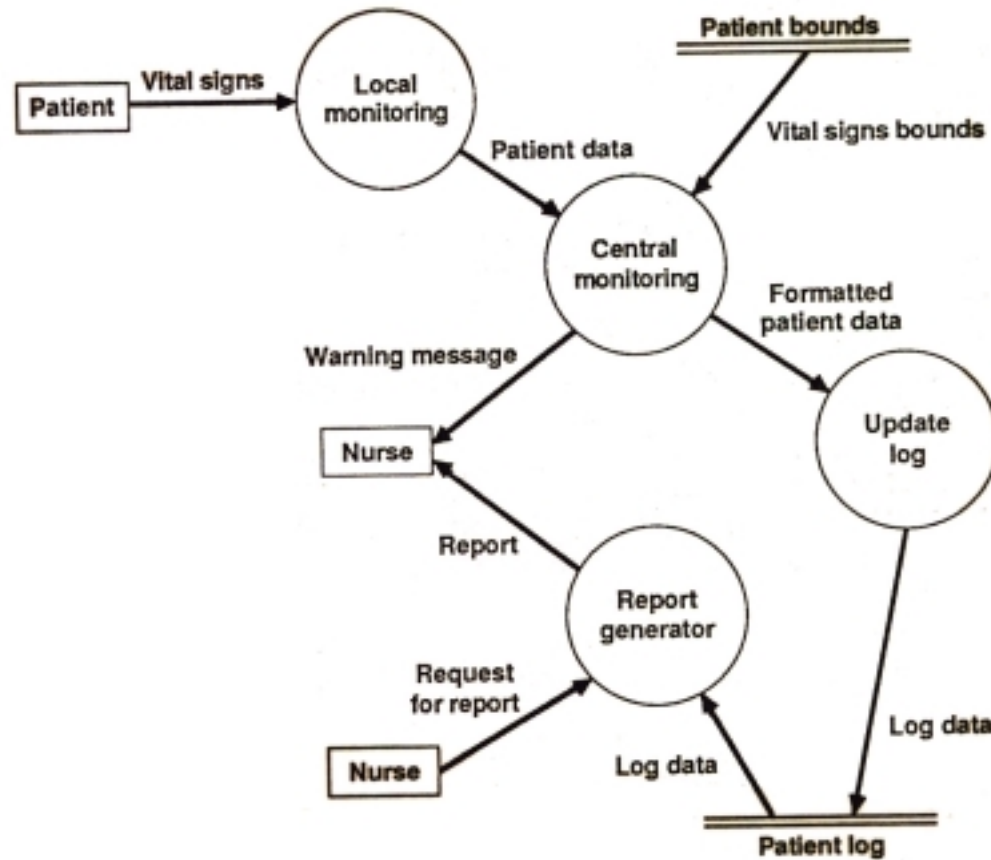 Patient bounds
Vital signs
Local
monitoring
Patient
Vital signs bounds
Patient data
Central
monitoring
Formatted
patient data
Warning message
Update
log
Nurse
Report
Report
generator
Request
for report
Log data
Log data
Nurse
Patient log